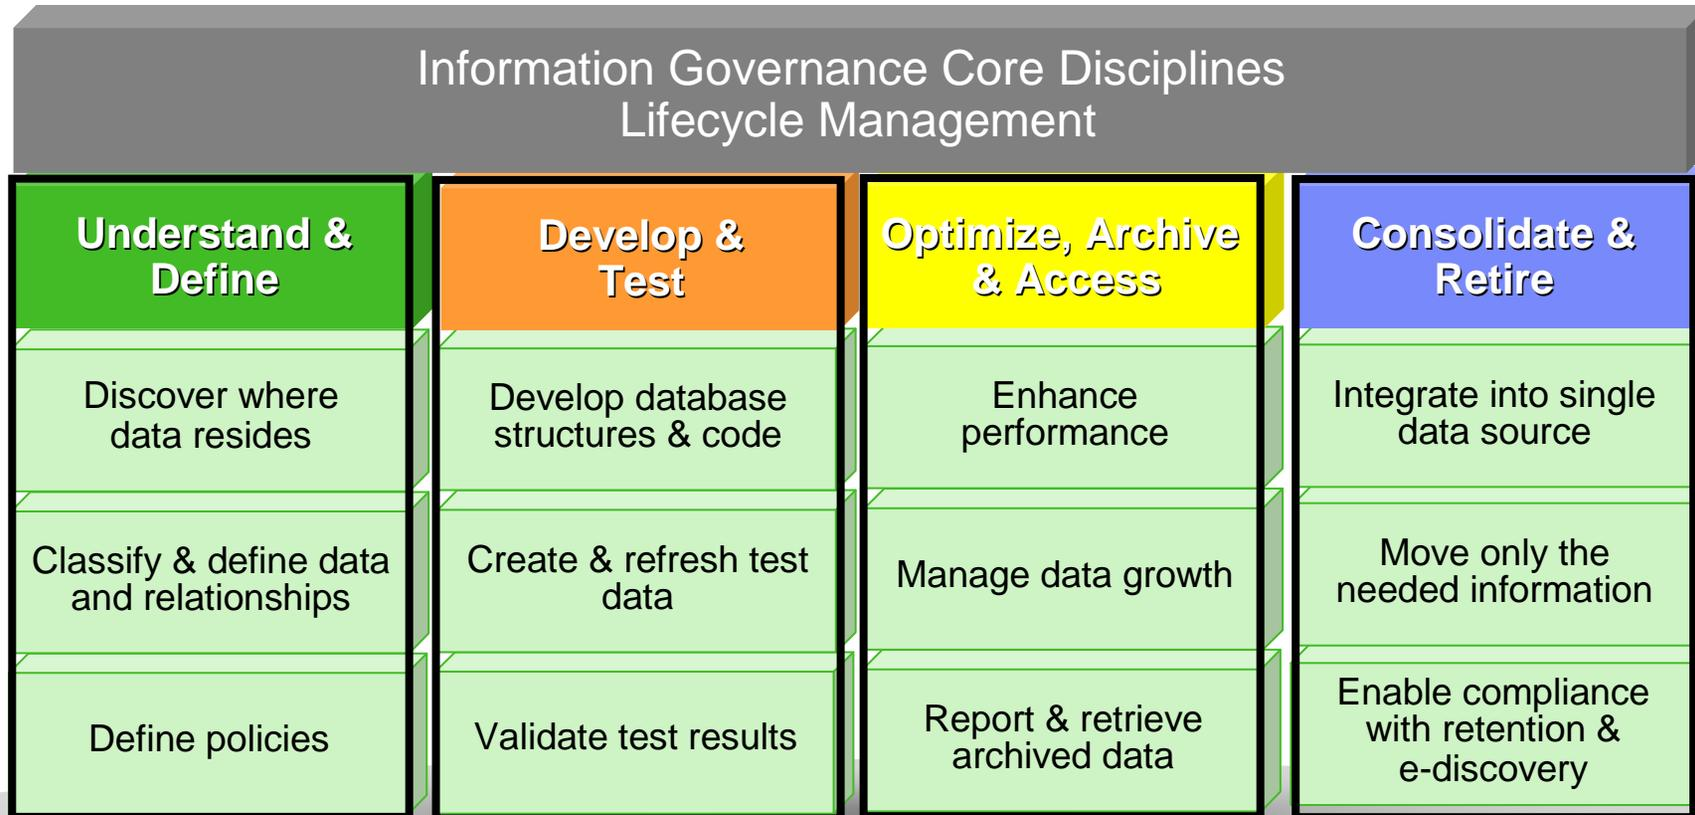 Information Governance Core Disciplines
Lifecycle Management
Understand &
Define
Develop &
Test
Optimize, Archive
& Access
Consolidate &
Retire
Discover where
data resides
Develop database
structures & code
Enhance
performance
Integrate into single
data source
Classify & define data
and relationships
Create & refresh test
data
Manage data growth
Move only the
needed information
Define policies
Validate test results
Report & retrieve
archived data
Enable compliance
with retention &
e-discovery